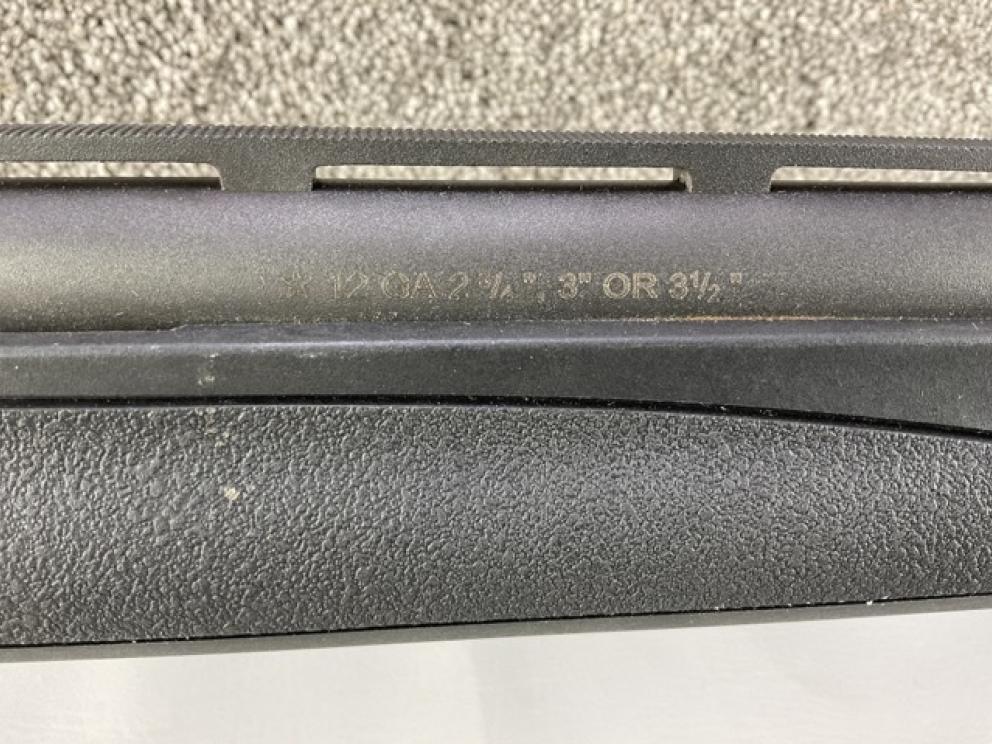 ☆ 12 GA 2 ¾", 3" OR 3½"